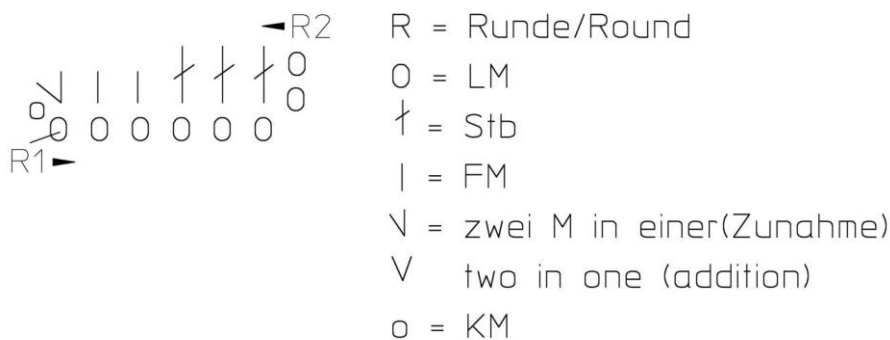 R2
R1
R = Runde/Round
O = LM
† = Stb
| = FM
V = zwei M in einer(Zunahme)
V two in one (addition)
o = KM